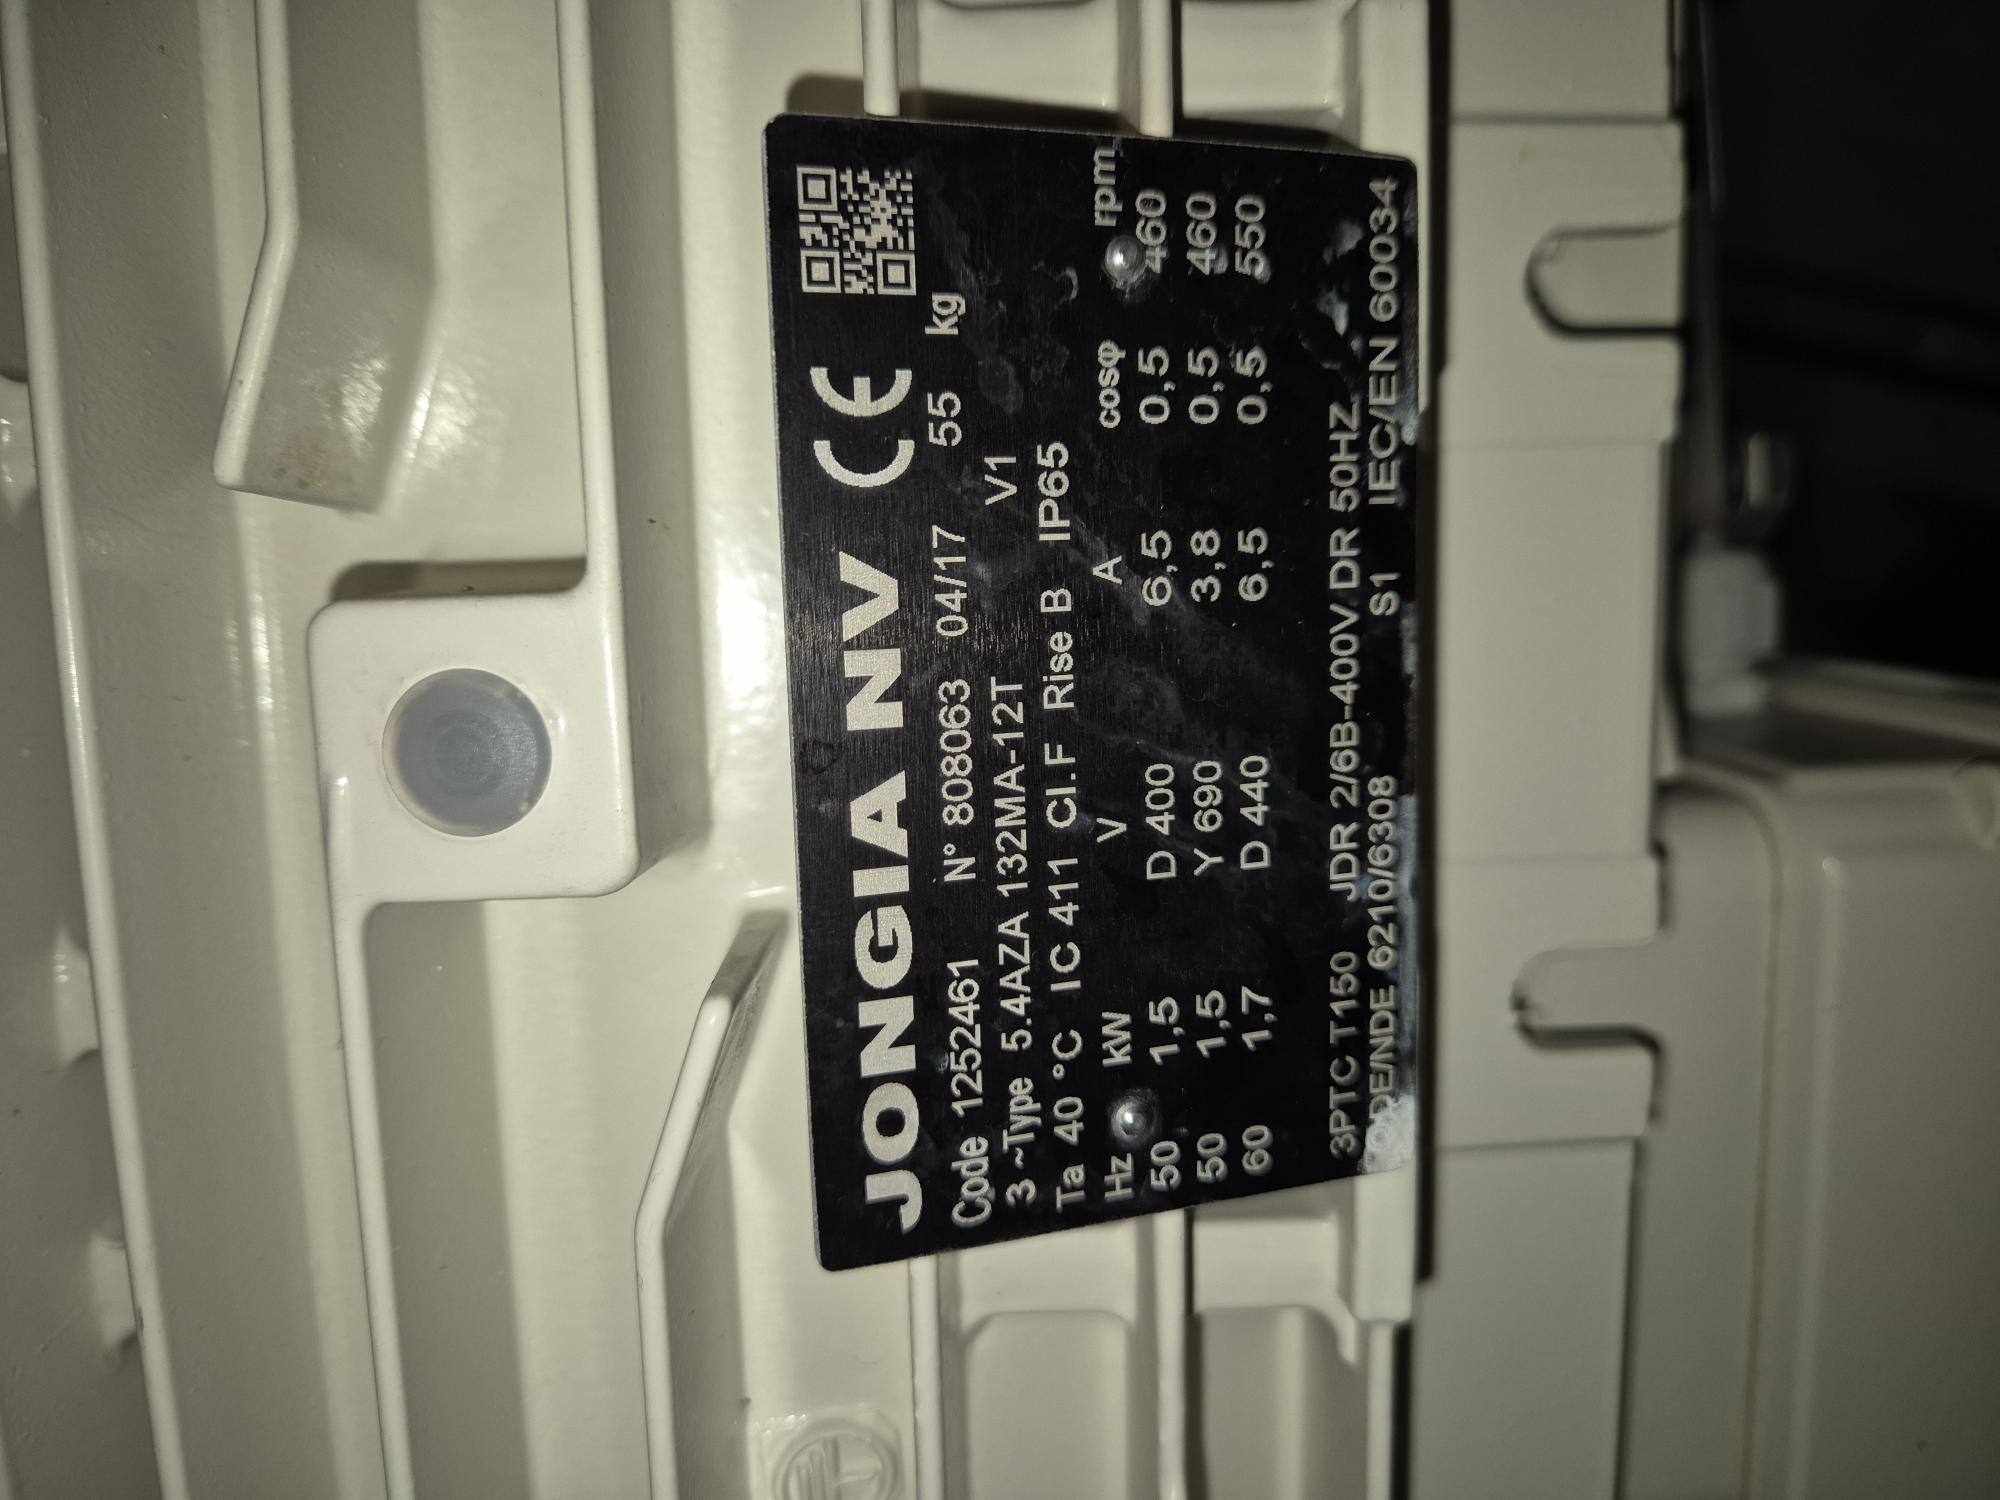 JONGIA NV CE
Code 1252461 N° 8080063 04/17 55 kg
3 ~Type 5.4AZA 132MA-12T V1
Ta 40 °C IC 411 Cl.F Rise B IP65
Hz kW V A cosφ rpm
50 1,5 D 400 6,5 0,5 460
50 1,5 Y 690 3,8 0,5 460
60 1,7 D 440 6,5 0,5 550
3PTC T150 JDR 2/6B-400V DR 50HZ.
DE/NDE 6210/6308 S1 IEC/EN 60034